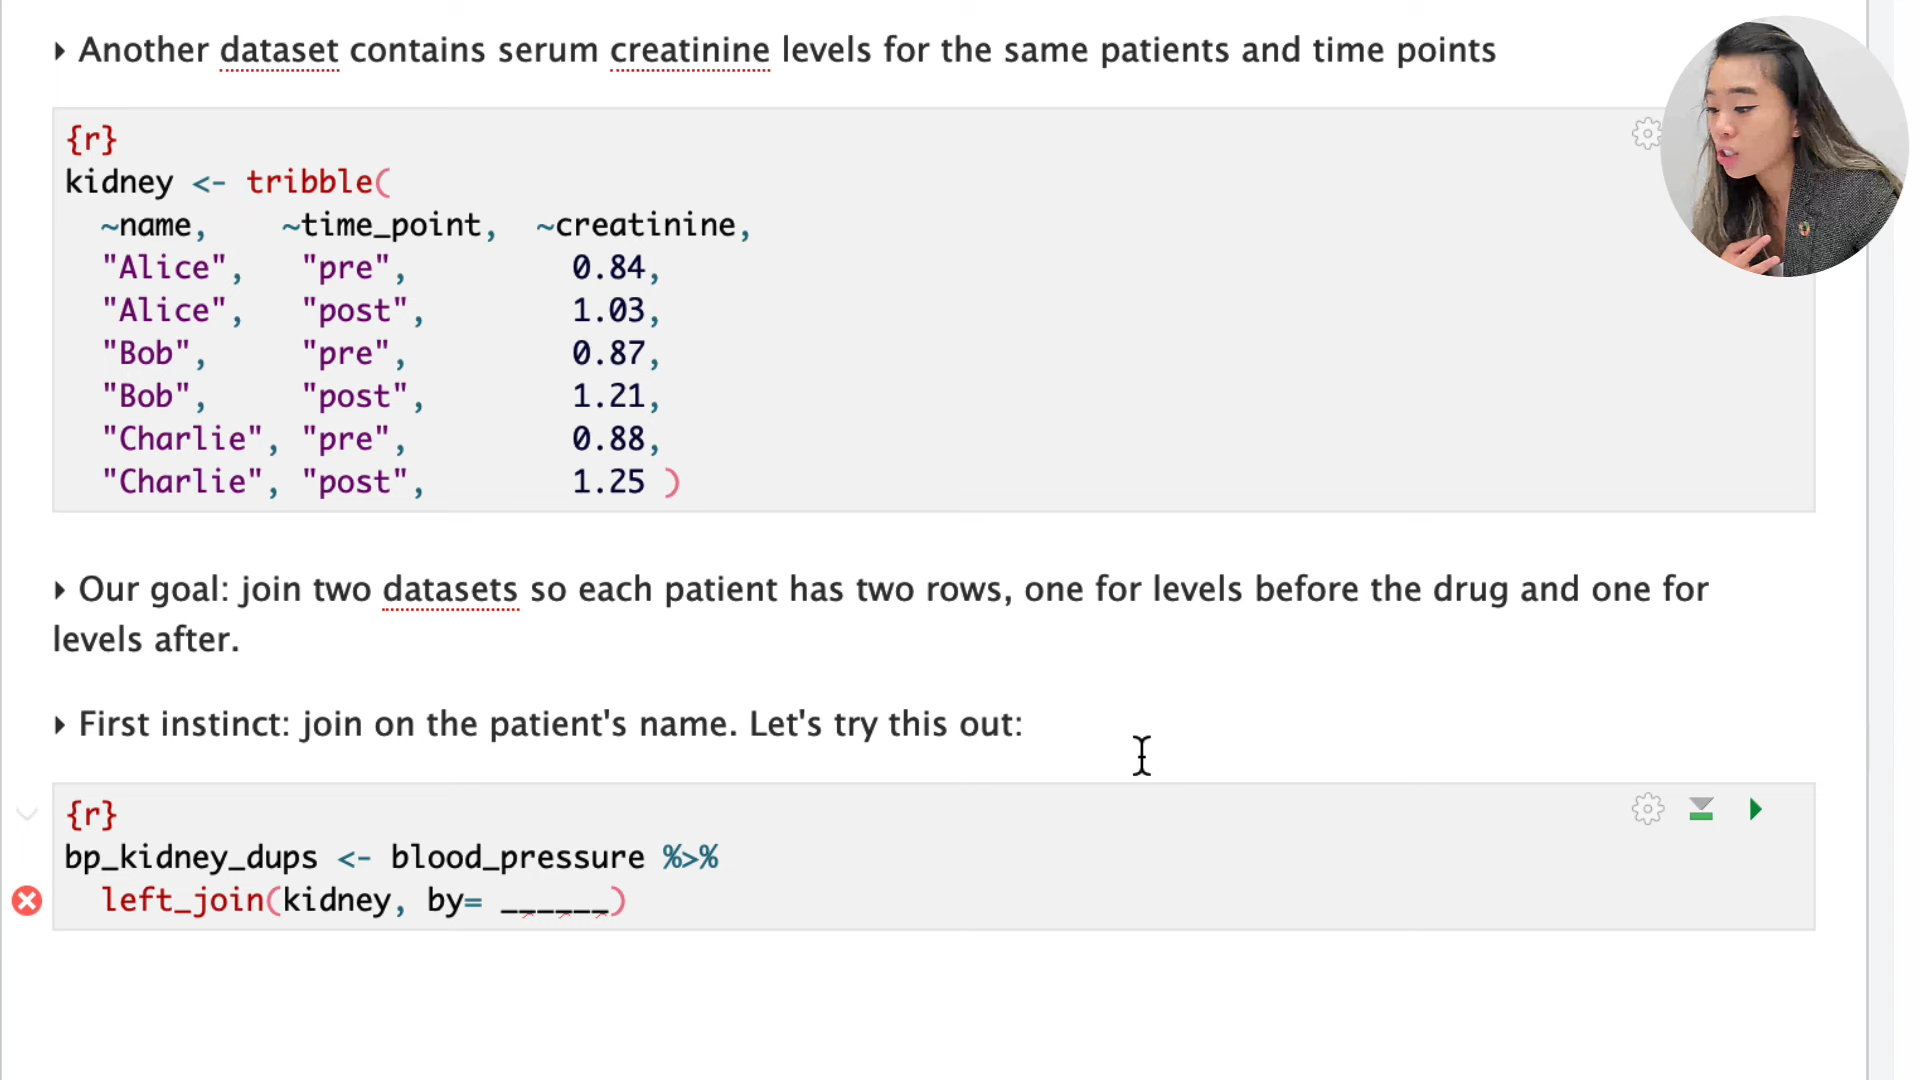 ▸ Another dataset contains serum creatinine levels for the same patients and time points
{r}
kidney <- tribble(
~name, ~time_point, ~creatinine,
"Alice", "pre", 0.84,
"Alice", "post", 1.03,
"Bob", "pre", 0.87,
"Bob", "post", 1.21,
"Charlie", "pre", 0.88,
"Charlie", "post", 1.25 )
▸ Our goal: join two datasets so each patient has two rows, one for levels before the drug and one for
levels after.
▸ First instinct: join on the patient's name. Let's try this out:
{r}
bp_kidney_dups <- blood_pressure %>%
left_join(kidney, by= ______)